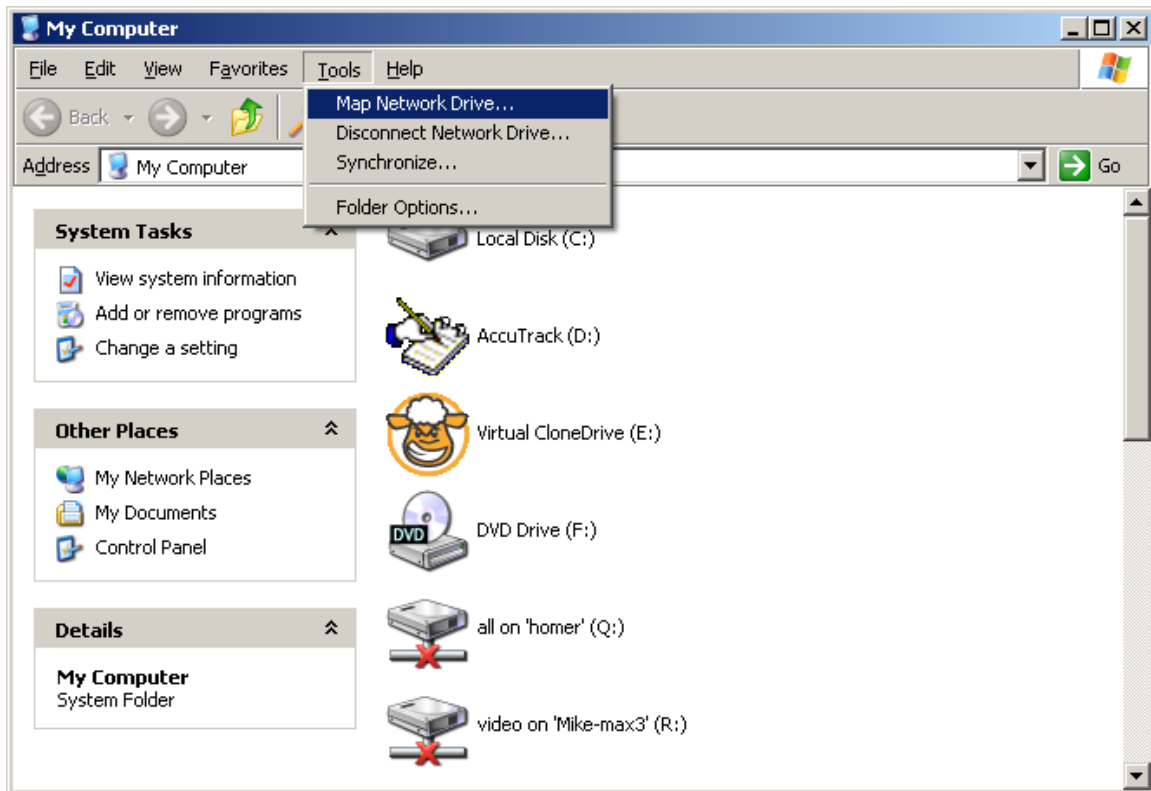 My Computer
File Edit View Favorites Tools Help
Back
Map Network Drive...
Disconnect Network Drive...
Synchronize...
Folder Options...
Address My Computer Go
System Tasks
View system information
Add or remove programs
Change a setting
Other Places
My Network Places
My Documents
Control Panel
Details
My Computer
System Folder
Local Disk (C:)
AccuTrack (D:)
Virtual CloneDrive (E:)
DVD
DVD Drive (F:)
all on 'homer' (Q:)
video on 'Mike-max3' (R:)